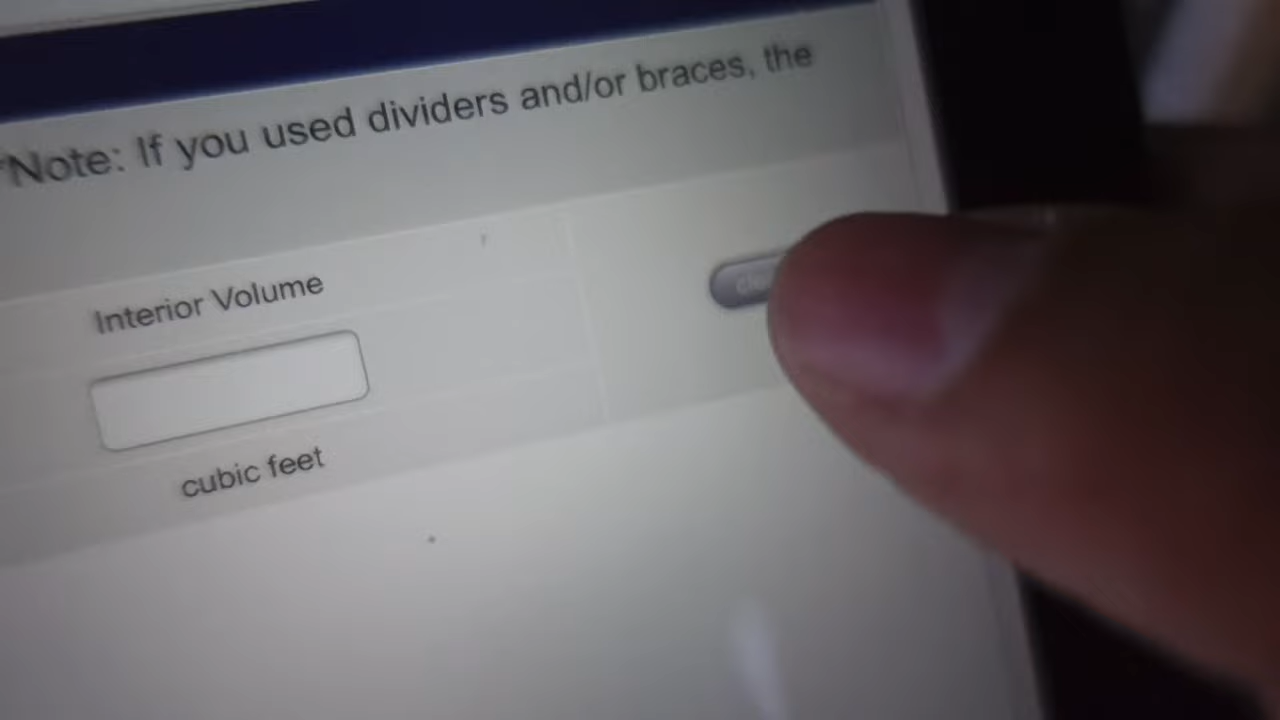 *Note: If you used dividers and/or braces, the
Interior Volume
cubic feet